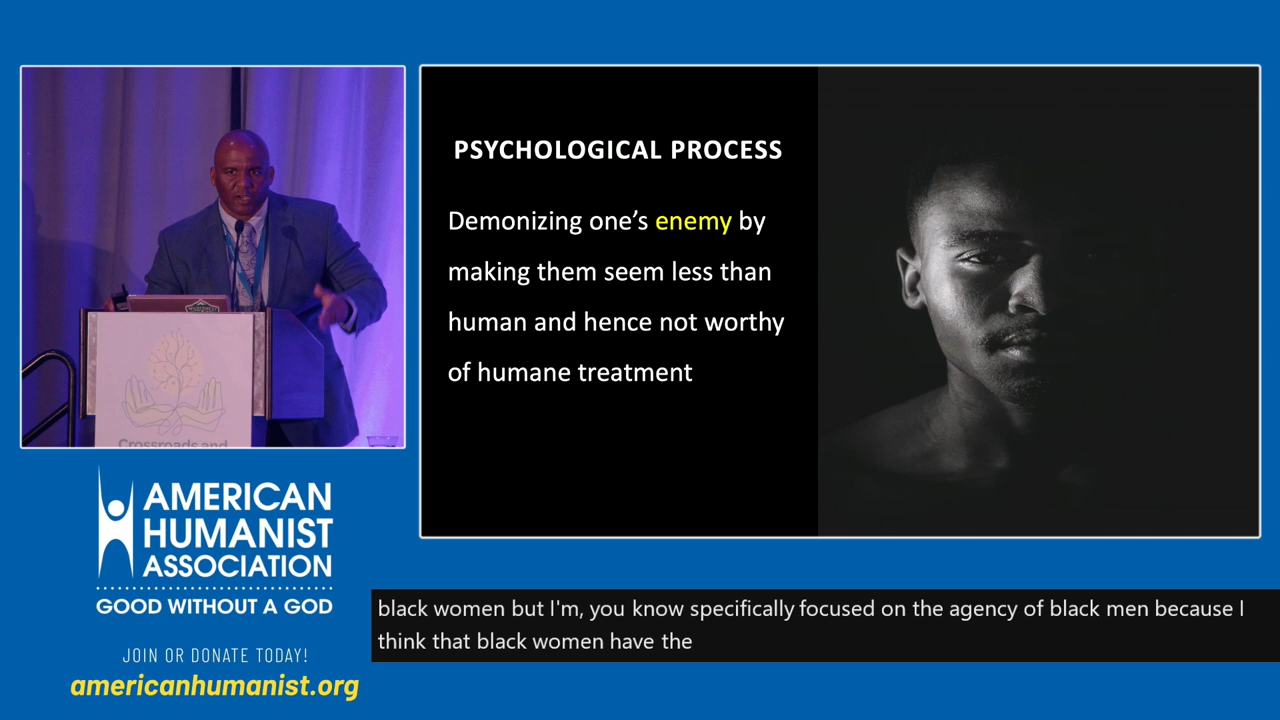 PSYCHOLOGICAL PROCESS
Demonizing one’s enemy by
making them seem less than
human and hence not worthy
of humane treatment
Crossroads and
AMERICAN
HUMANIST
ASSOCIATION
GOOD WITHOUT A GOD
JOIN OR DONATE TODAY!
americanhumanist.org
black women but I'm, you know specifically focused on the agency of black men because I
think that black women have the